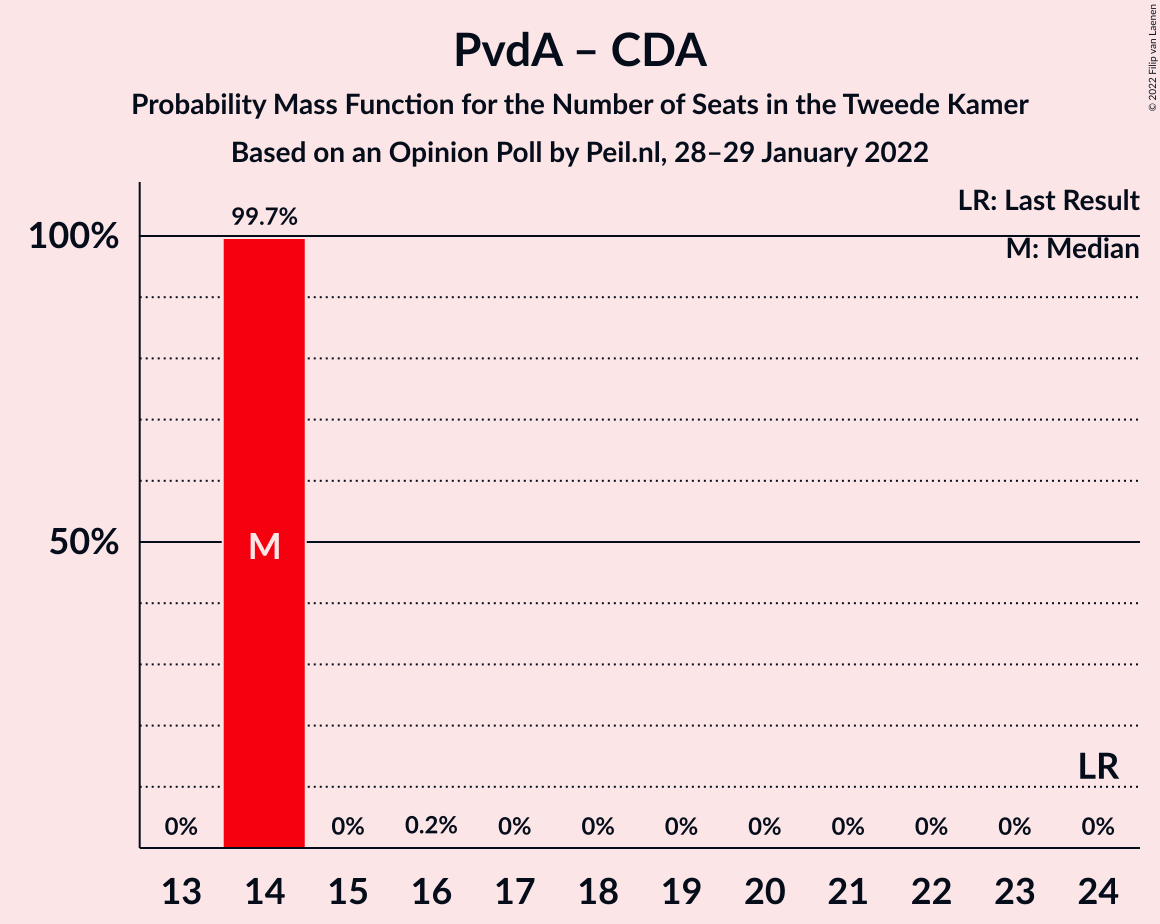 PvdA – CDA
Probability Mass Function for the Number of Seats in the Tweede Kamer
Based on an Opinion Poll by Peil.nl, 28–29 January 2022
© 2022 Filip van Laenen
LR: Last Result
M: Median
99.7%
100%
50%
M
LR
0% 0% 0.2% 0% 0% 0% 0% 0% 0% 0% 0%
13 14 15 16 17 18 19 20 21 22 23 24